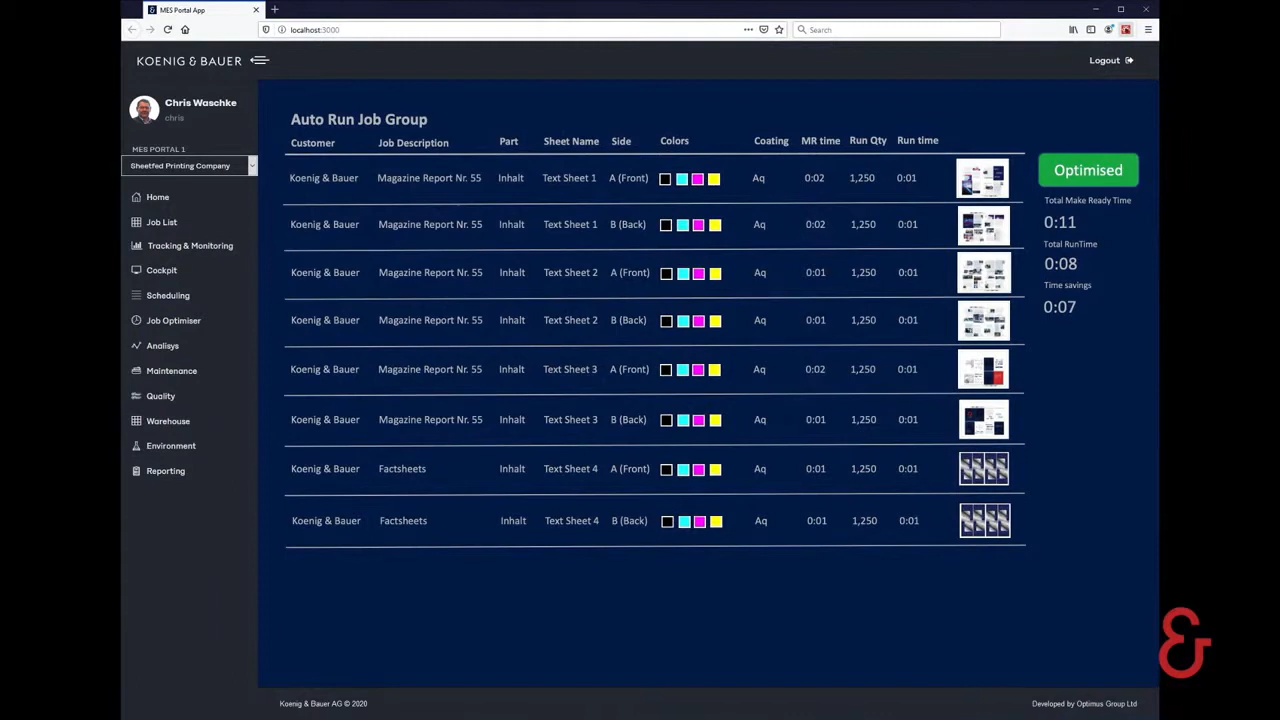 MES Portal App
localhost:3000
Search
KOENIG & BAUER
Logout
Chris Waschke
chris
MES PORTAL 1
Sheetfed Printing Company
Home
Job List
Tracking & Monitoring
Cockpit
Scheduling
Job Optimiser
Analisys
Maintenance
Quality
Warehouse
Environment
Reporting
Auto Run Job Group
Customer Job Description Part Sheet Name Side Colors Coating MR time Run Qty Run time
Koenig & Bauer Magazine Report Nr. 55 Inhalt Text Sheet 1 A (Front) Aq 0:02 1,250 0:01
Koenig & Bauer Magazine Report Nr. 55 Inhalt Text Sheet 1 B (Back) Aq 0:02 1,250 0:01
Koenig & Bauer Magazine Report Nr. 55 Inhalt Text Sheet 2 A (Front) Aq 0:01 1,250 0:01
Koenig & Bauer Magazine Report Nr. 55 Inhalt Text Sheet 2 B (Back) Aq 0:01 1,250 0:01
Koenig & Bauer Magazine Report Nr. 55 Inhalt Text Sheet 3 A (Front) Aq 0:02 1,250 0:01
Koenig & Bauer Magazine Report Nr. 55 Inhalt Text Sheet 3 B (Back) Aq 0:01 1,250 0:01
Koenig & Bauer Factsheets Inhalt Text Sheet 4 A (Front) Aq 0:01 1,250 0:01
Koenig & Bauer Factsheets Inhalt Text Sheet 4 B (Back) Aq 0:01 1,250 0:01
Optimised
Total Make Ready Time
0:11
Total RunTime
0:08
Time savings
0:07
&
Koenig & Bauer AG © 2020
Developed by Optimus Group Ltd